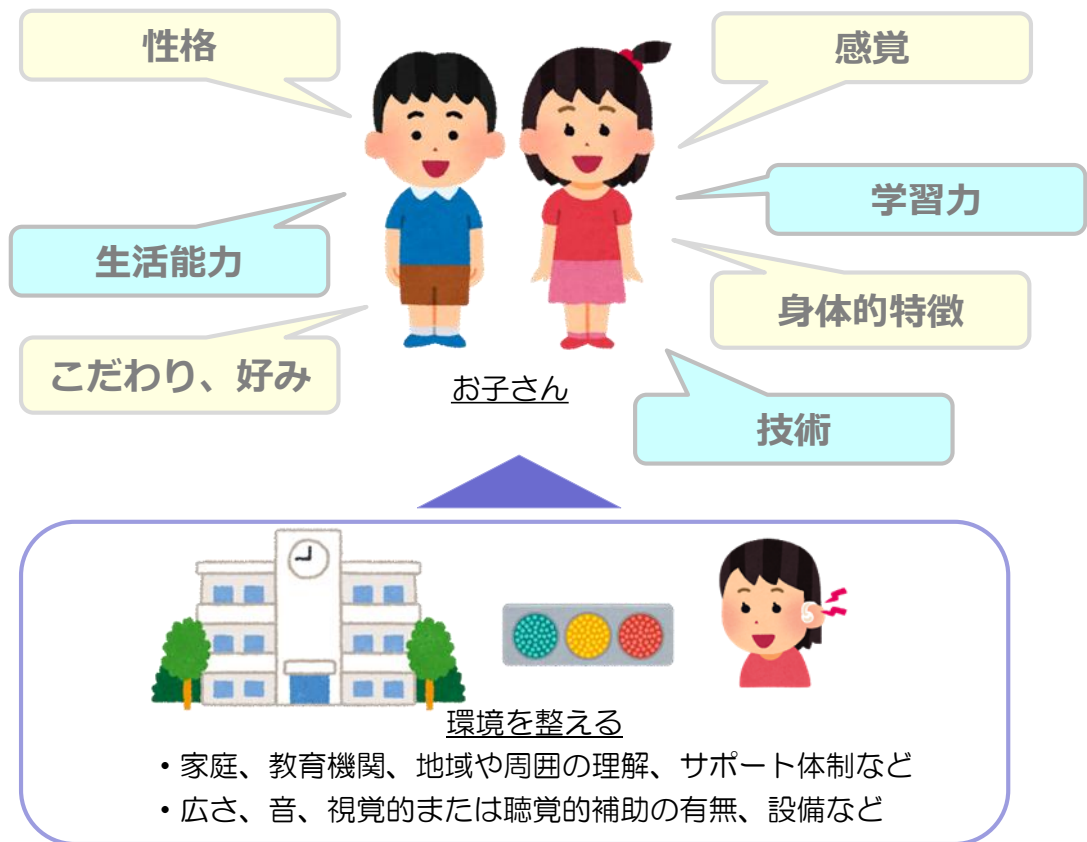 性格
感覚
学習力
生活能力
身体的特徴
こだわり、好み
お子さん
技術
環境を整える
・家庭、教育機関、地域や周囲の理解、サポート体制など
・広さ、音、視覚的または聴覚的補助の有無、設備など